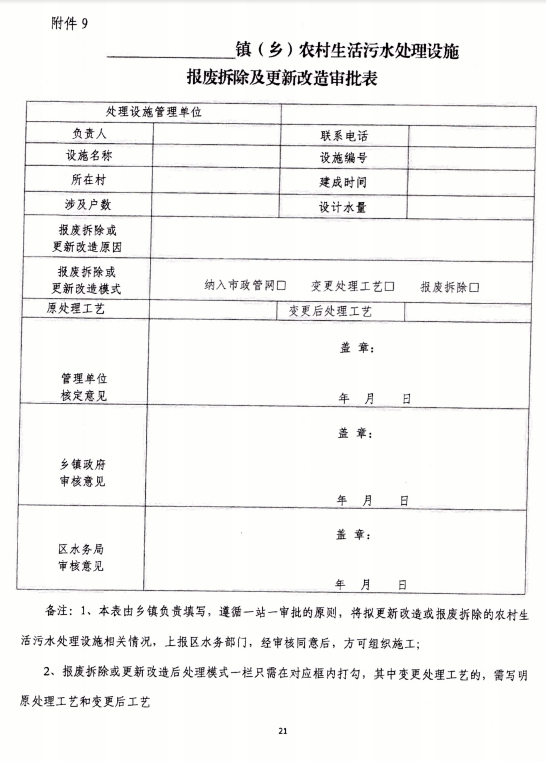 附件 9
镇（乡）农村生活污水处理设施
报废拆除及更新改造审批表
处理设施管理单位
负责人 联系电话
设施名称 设施编号
所在村 建成时间
涉及户数 设计水量
报废拆除或
更新改造原因
报废拆除或
更新改造模式 纳入市政管网□ 变更处理工艺□ 报废拆除□
原处理工艺 变更后处理工艺
盖 章：
管理单位
核定意见
年 月 日
盖 章：
乡镇政府
审核意见
年 月 日
盖 章：
区水务局
审核意见
年 月 日
备注：1、本表由乡镇负责填写，遵循一站一审批的原则，将拟更新改造或报废拆除的农村生
活污水处理设施相关情况，上报区水务部门，经审核同意后，方可组织施工；
2、报废拆除或更新改造后处理模式一栏只需在对应框内打勾，其中变更处理工艺的，需写明
原处理工艺和变更后工艺
21